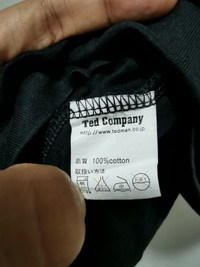 Ted Company
http://www.tedman.co.jp
品質 100%cotton
取扱い方法